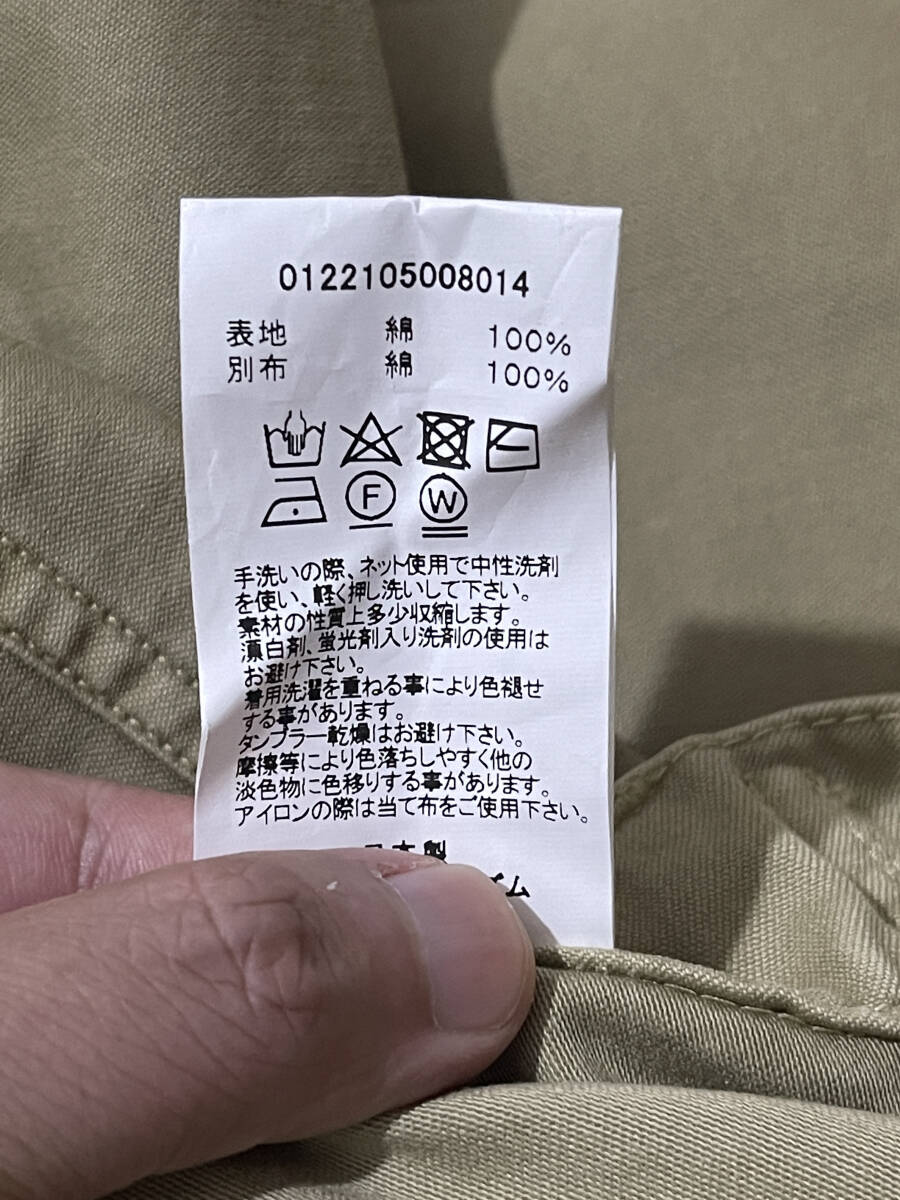 0122105008014
表地 綿 100%
別布 綿 100%
F W
手洗いの際、ネット使用で中性洗剤
を使い、軽く押し洗いして下さい。
素材の性質上多少収縮します。
漂白剤、蛍光剤入り洗剤の使用は
お避け下さい。
着用洗濯を重ねる事により色褪せ
する事があります。
タンブラー乾燥はお避け下さい。
摩擦等により色落ちしやすく他の
淡色物に色移りする事があります。
アイロンの際は当て布をご使用下さい。
日本製